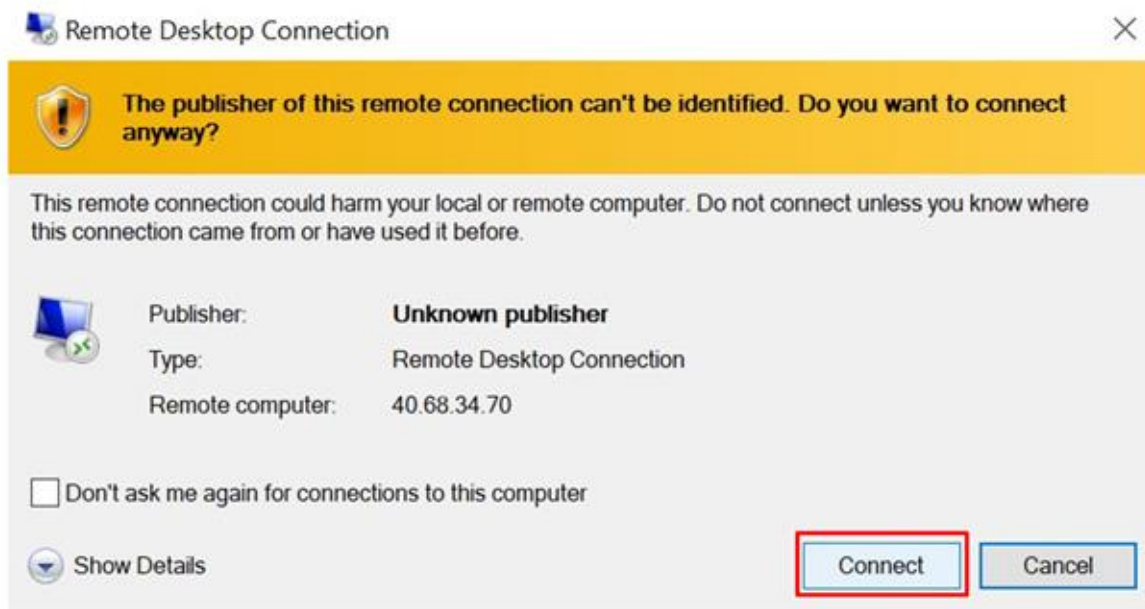 Remote Desktop Connection
The publisher of this remote connection can't be identified. Do you want to connect
anyway?
This remote connection could harm your local or remote computer. Do not connect unless you know where
this connection came from or have used it before.
Publisher: Unknown publisher
Type: Remote Desktop Connection
Remote computer: 40.68.34.70
Don't ask me again for connections to this computer
Show Details Connect Cancel